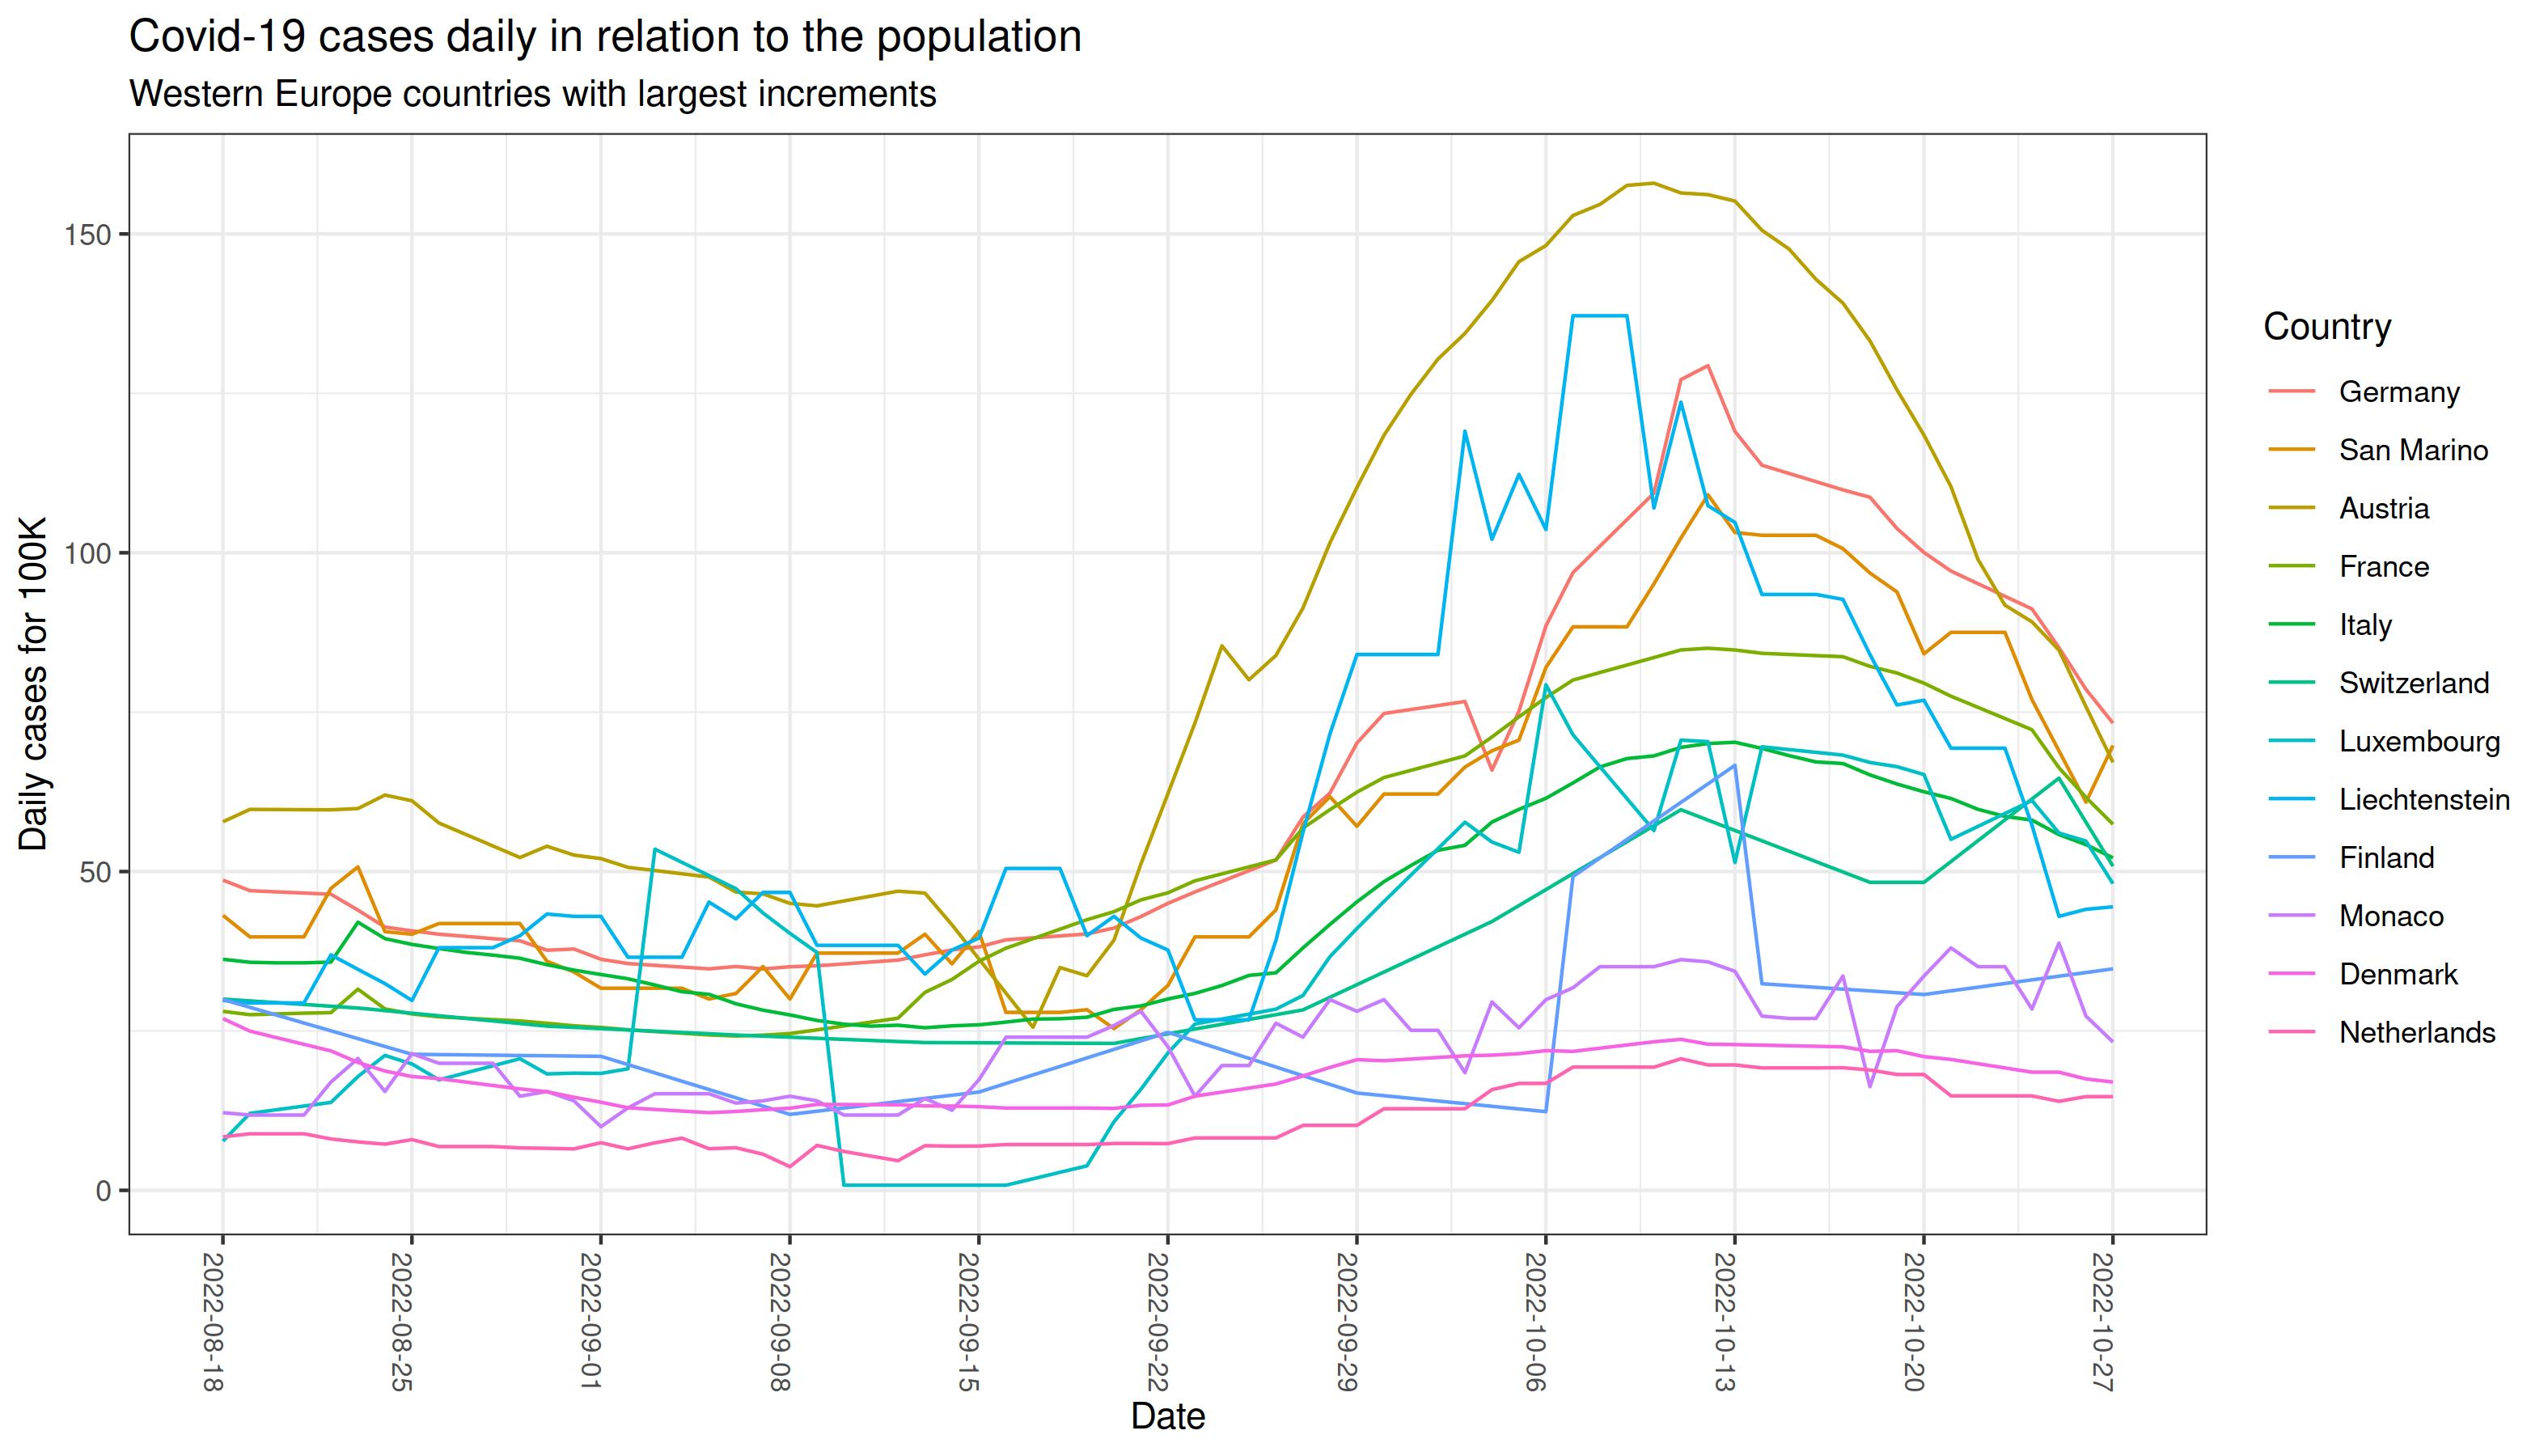 Covid-19 cases daily in relation to the population
Western Europe countries with largest increments
Daily cases for 100K
150
100
50
0
2022-08-18
2022-08-25
2022-09-01
2022-09-08
2022-09-15
2022-09-22
2022-09-29
2022-10-06
2022-10-13
2022-10-20
2022-10-27
Date
Country
Germany
San Marino
Austria
France
Italy
Switzerland
Luxembourg
Liechtenstein
Finland
Monaco
Denmark
Netherlands